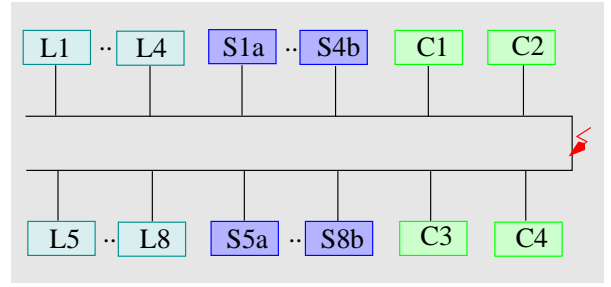 L1 .. L4 S1a .. S4b C1 C2
L5 .. L8 S5a .. S8b C3 C4